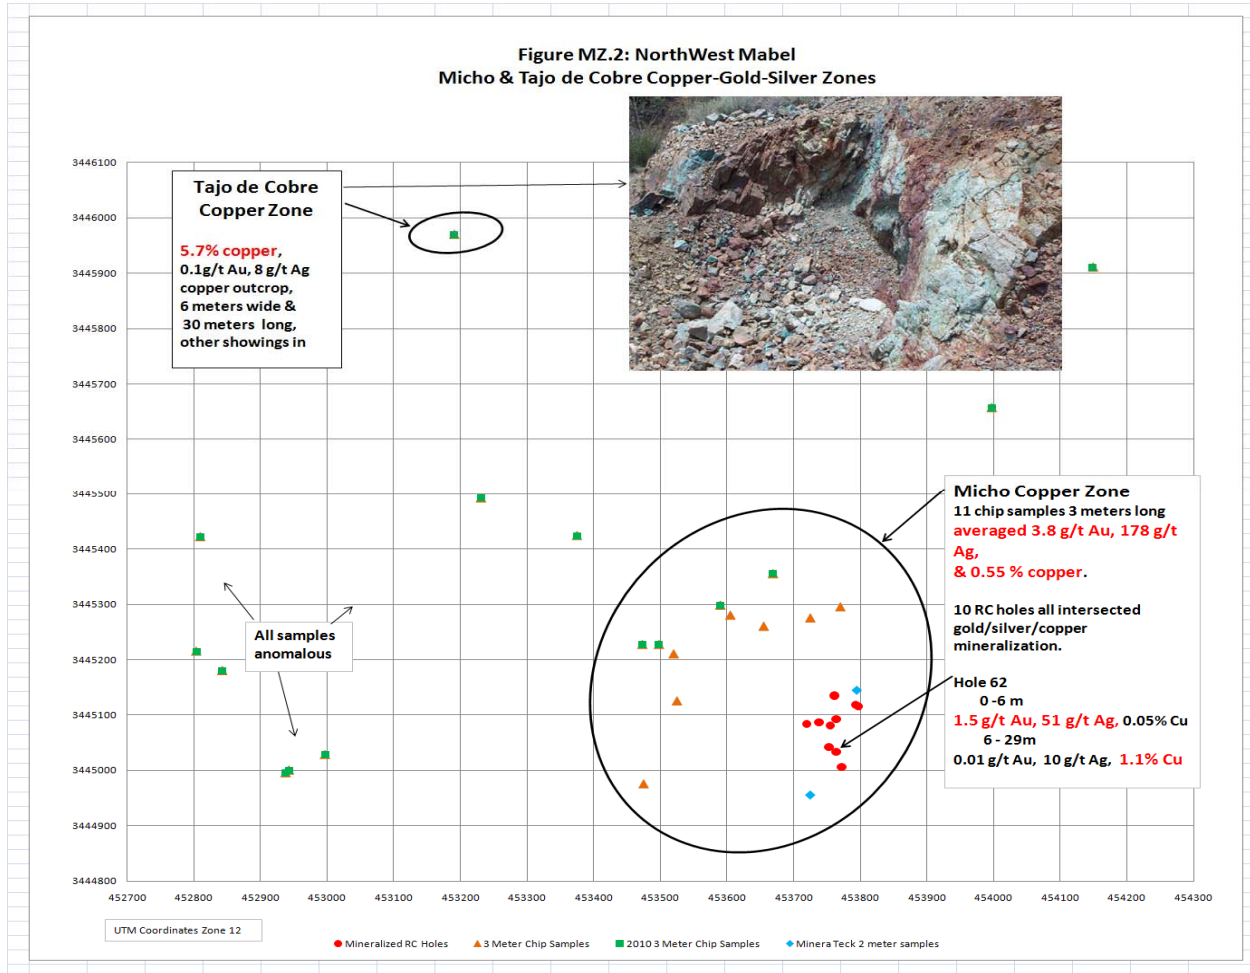 Figure MZ.2: NorthWest Mabel
Micho & Tajo de Cobre Copper-Gold-Silver Zones
3446100
3446000
3445900
3445800
3445700
3445600
3445500
3445400
3445300
3445200
3445100
3445000
3444900
3444800
Tajo de Cobre
Copper Zone
5.7% copper,
0.1g/t Au, 8 g/t Ag
copper outcrop,
6 meters wide &
30 meters long,
other showings in
All samples
anomalous
Micho Copper Zone
11 chip samples 3 meters long
averaged 3.8 g/t Au, 178 g/t
Ag,
& 0.55 % copper.
10 RC holes all intersected
gold/silver/copper
mineralization.
Hole 62
0 -6 m
1.5 g/t Au, 51 g/t Ag, 0.05% Cu
6 - 29m
0.01 g/t Au, 10 g/t Ag, 1.1% Cu
452700 452800 452900 453000 453100 453200 453300 453400 453500 453600 453700 453800 453900 454000 454100 454200 454300
UTM Coordinates Zone 12
Mineralized RC Holes 3 Meter Chip Samples 2010 3 Meter Chip Samples Minera Teck 2 meter samples